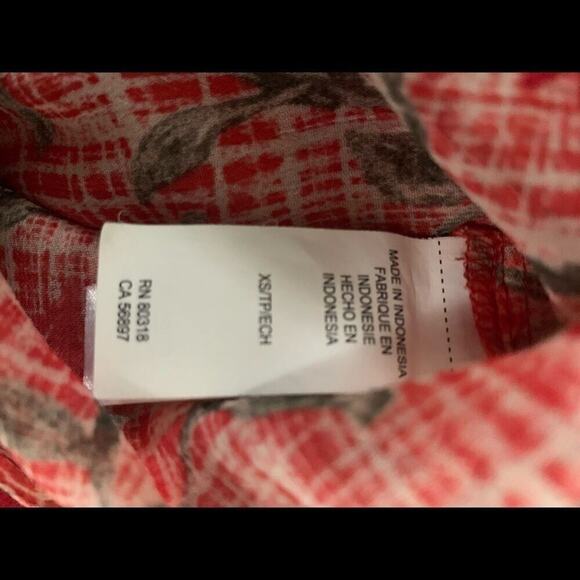 MADE IN INDONESIA
FABRIQUE EN
INDONESIE
HECHO EN
INDONESIA
XS/TP/ECH
RN 80318
CA 56897